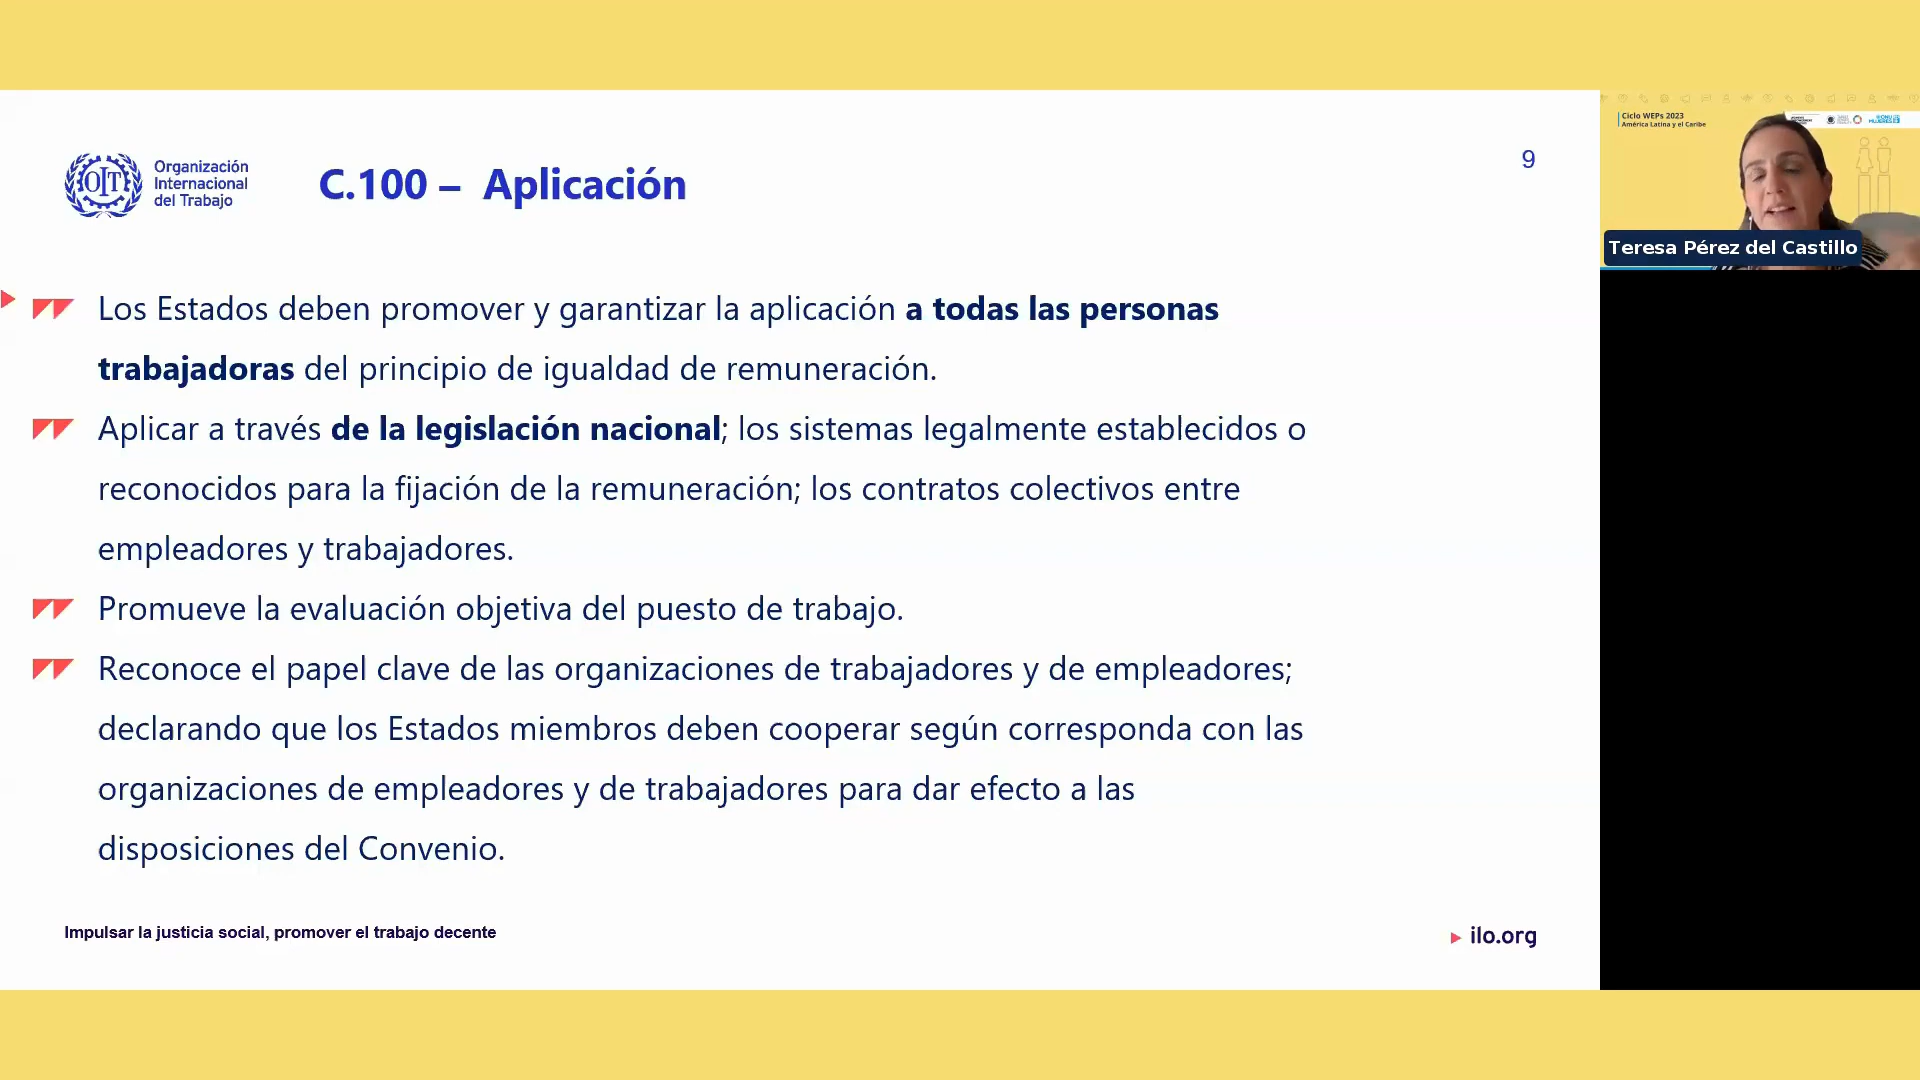 Organización
Internacional
del Trabajo
OIT
C.100 – Aplicación
9
Los Estados deben promover y garantizar la aplicación a todas las personas
trabajadoras del principio de igualdad de remuneración.
Aplicar a través de la legislación nacional; los sistemas legalmente establecidos o
reconocidos para la fijación de la remuneración; los contratos colectivos entre
empleadores y trabajadores.
Promueve la evaluación objetiva del puesto de trabajo.
Reconoce el papel clave de las organizaciones de trabajadores y de empleadores;
declarando que los Estados miembros deben cooperar según corresponda con las
organizaciones de empleadores y de trabajadores para dar efecto a las
disposiciones del Convenio.
Impulsar la justicia social, promover el trabajo decente
ilo.org
Ciclo WEPs 2023
América Latina y el Caribe
ONU
MUJERES
Teresa Pérez del Castillo